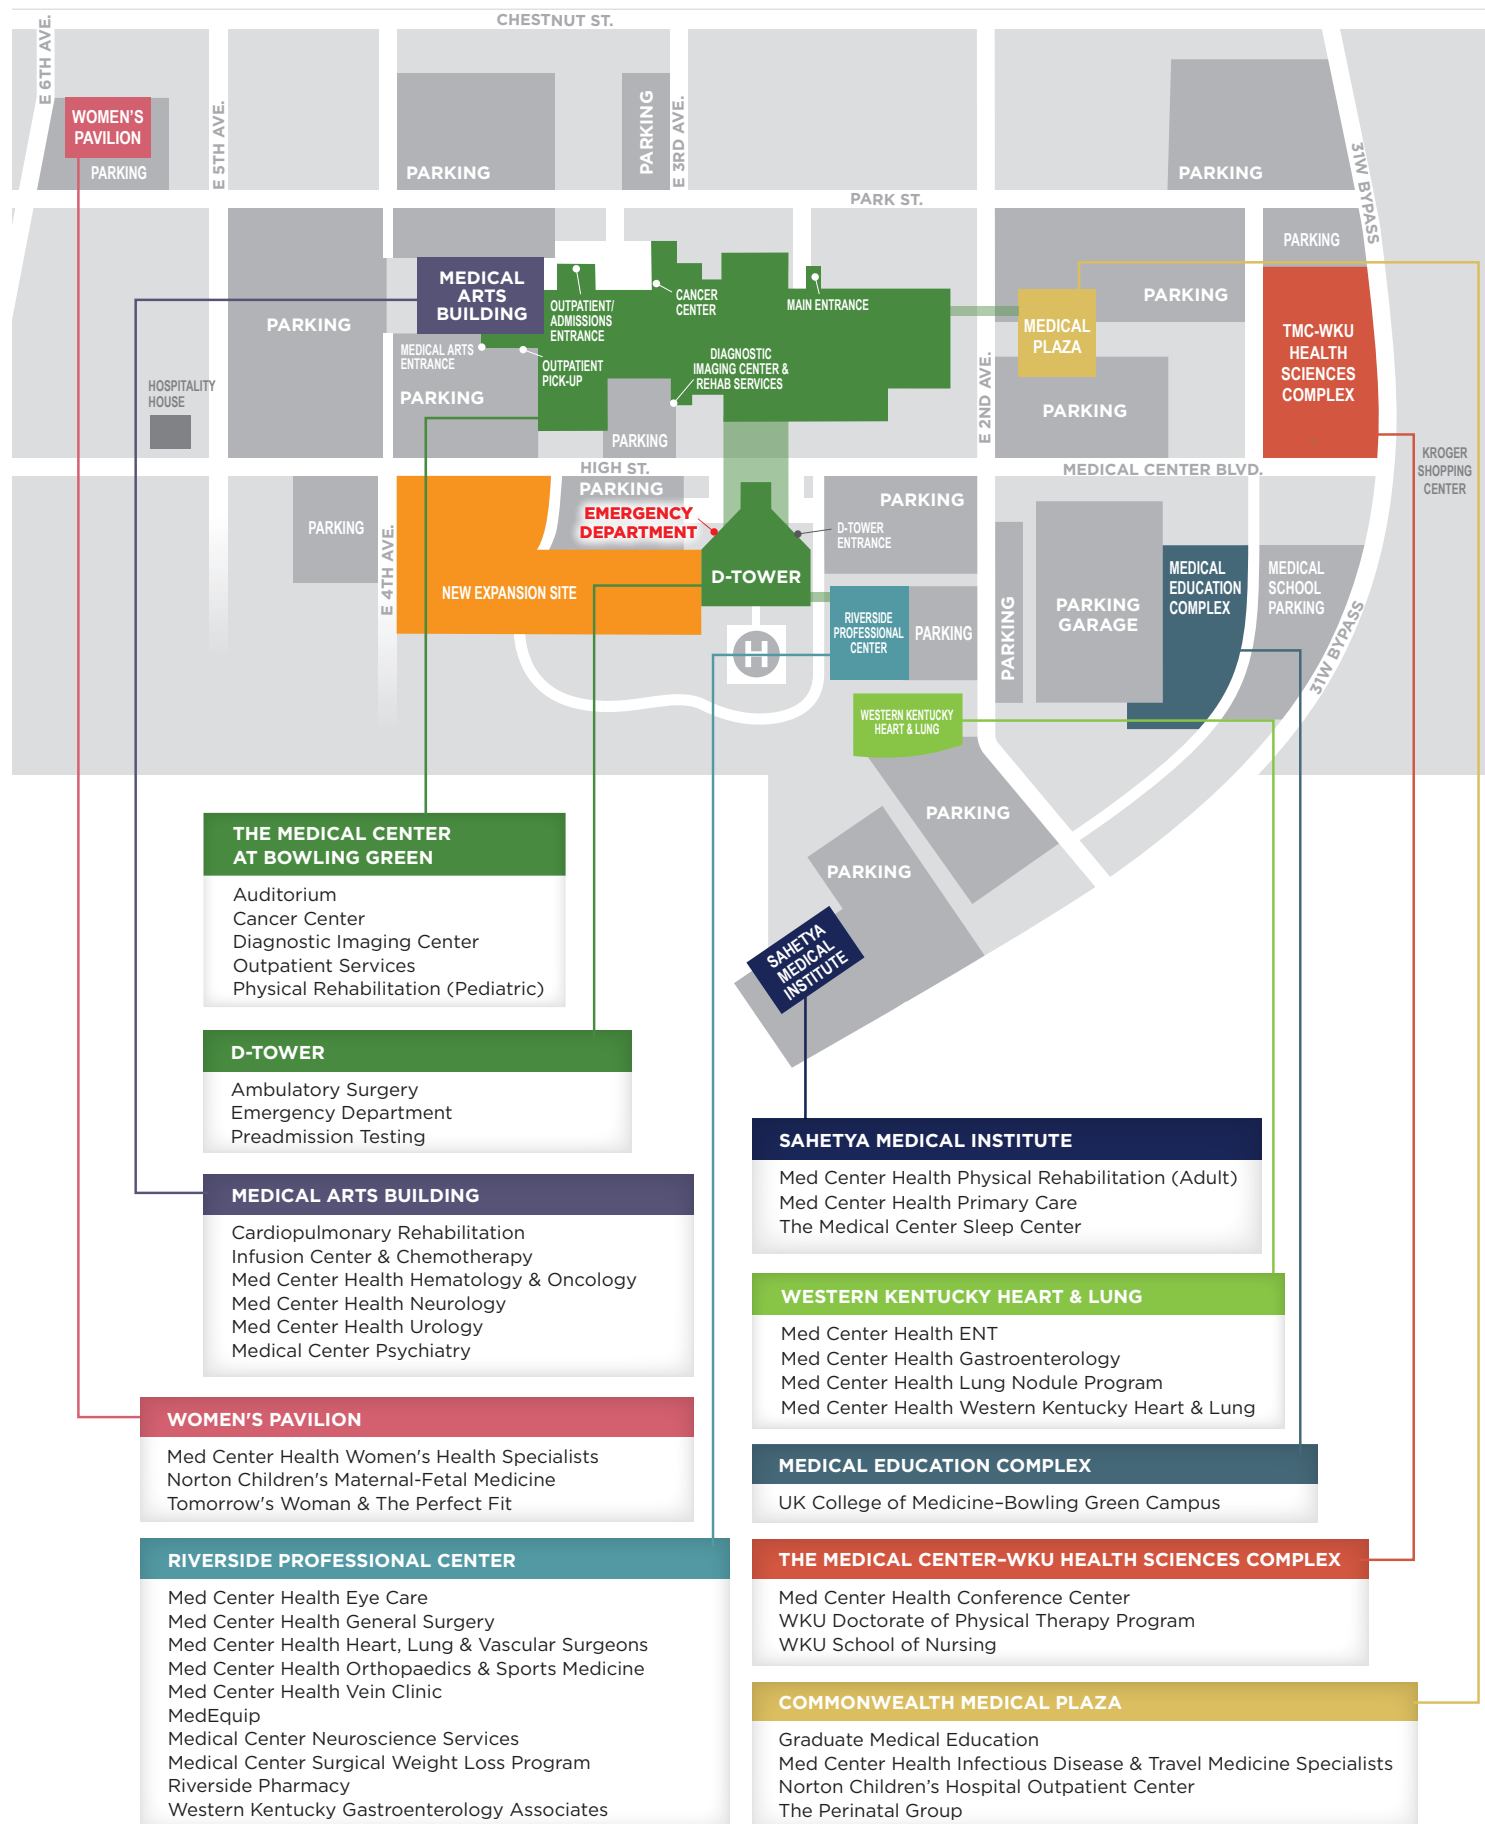 CHESTNUT ST.
E 6TH AVE.
WOMEN'S
PAVILION
PARKING
E 5TH AVE.
PARKING
PARKING
E 3RD AVE.
PARKING
31W BYPASS
PARK ST.
MEDICAL
ARTS
BUILDING
OUTPATIENT/
ADMISSIONS
ENTRANCE
CANCER
CENTER
MAIN ENTRANCE
PARKING
PARKING
MEDICAL
PLAZA
TMC-WKU
HEALTH
SCIENCES
COMPLEX
PARKING
MEDICAL ARTS
ENTRANCE
OUTPATIENT
PICK-UP
DIAGNOSTIC
IMAGING CENTER &
REHAB SERVICES
E 2ND AVE.
HOSPITALITY
HOUSE
PARKING
PARKING
PARKING
HIGH ST.
MEDICAL CENTER BLVD.
KROGER
SHOPPING
CENTER
PARKING
PARKING
EMERGENCY
DEPARTMENT
D-TOWER
ENTRANCE
PARKING
E 4TH AVE.
NEW EXPANSION SITE
D-TOWER
H
RIVERSIDE
PROFESSIONAL
CENTER
PARKING
PARKING
PARKING
GARAGE
MEDICAL
EDUCATION
COMPLEX
MEDICAL
SCHOOL
PARKING
31W BYPASS
WESTERN KENTUCKY
HEART & LUNG
PARKING
PARKING
SAHETYA
MEDICAL
INSTITUTE
THE MEDICAL CENTER
AT BOWLING GREEN
Auditorium
Cancer Center
Diagnostic Imaging Center
Outpatient Services
Physical Rehabilitation (Pediatric)
D-TOWER
Ambulatory Surgery
Emergency Department
Preadmission Testing
MEDICAL ARTS BUILDING
Cardiopulmonary Rehabilitation
Infusion Center & Chemotherapy
Med Center Health Hematology & Oncology
Med Center Health Neurology
Med Center Health Urology
Medical Center Psychiatry
WOMEN'S PAVILION
Med Center Health Women's Health Specialists
Norton Children's Maternal-Fetal Medicine
Tomorrow's Woman & The Perfect Fit
RIVERSIDE PROFESSIONAL CENTER
Med Center Health Eye Care
Med Center Health General Surgery
Med Center Health Heart, Lung & Vascular Surgeons
Med Center Health Orthopaedics & Sports Medicine
Med Center Health Vein Clinic
MedEquip
Medical Center Neuroscience Services
Medical Center Surgical Weight Loss Program
Riverside Pharmacy
Western Kentucky Gastroenterology Associates
SAHETYA MEDICAL INSTITUTE
Med Center Health Physical Rehabilitation (Adult)
Med Center Health Primary Care
The Medical Center Sleep Center
WESTERN KENTUCKY HEART & LUNG
Med Center Health ENT
Med Center Health Gastroenterology
Med Center Health Lung Nodule Program
Med Center Health Western Kentucky Heart & Lung
MEDICAL EDUCATION COMPLEX
UK College of Medicine–Bowling Green Campus
THE MEDICAL CENTER–WKU HEALTH SCIENCES COMPLEX
Med Center Health Conference Center
WKU Doctorate of Physical Therapy Program
WKU School of Nursing
COMMONWEALTH MEDICAL PLAZA
Graduate Medical Education
Med Center Health Infectious Disease & Travel Medicine Specialists
Norton Children’s Hospital Outpatient Center
The Perinatal Group